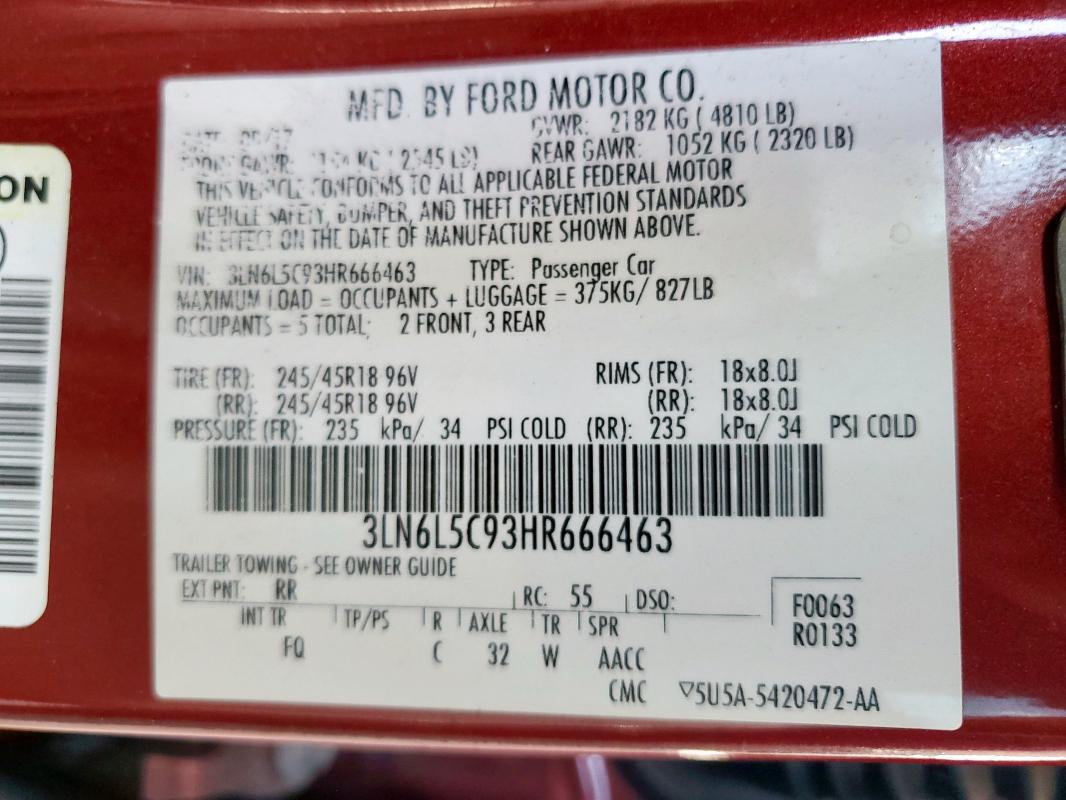 ON
MFD. BY FORD MOTOR CO.
GVWR: 2182 KG ( 4810 LB)
FRONT GAWR: KG ( 2545 LB) REAR GAWR: 1052 KG ( 2320 LB)
THIS VEHICLE CONFORMS TO ALL APPLICABLE FEDERAL MOTOR
VEHICLE SAFETY, BUMPER, AND THEFT PREVENTION STANDARDS
IN EFFECT ON THE DATE OF MANUFACTURE SHOWN ABOVE.
VIN: 3LN6L5C93HR666463 TYPE: Passenger Car
MAXIMUM LOAD = OCCUPANTS + LUGGAGE = 375KG/ 827LB
OCCUPANTS = 5 TOTAL; 2 FRONT, 3 REAR
TIRE (FR): 245/45R18 96V RIMS (FR): 18x8.0J
(RR): 245/45R18 96V (RR): 18x8.0J
PRESSURE (FR): 235 kPa/ 34 PSI COLD (RR): 235 kPa/ 34 PSI COLD
3LN6L5C93HR666463
TRAILER TOWING - SEE OWNER GUIDE
EXT PNT: RR RC: 55 DSO: F0063
INT TR TP/PS R AXLE TR SPR R0133
FQ C 32 W AACC
CMC ▽5U5A-5420472-AA